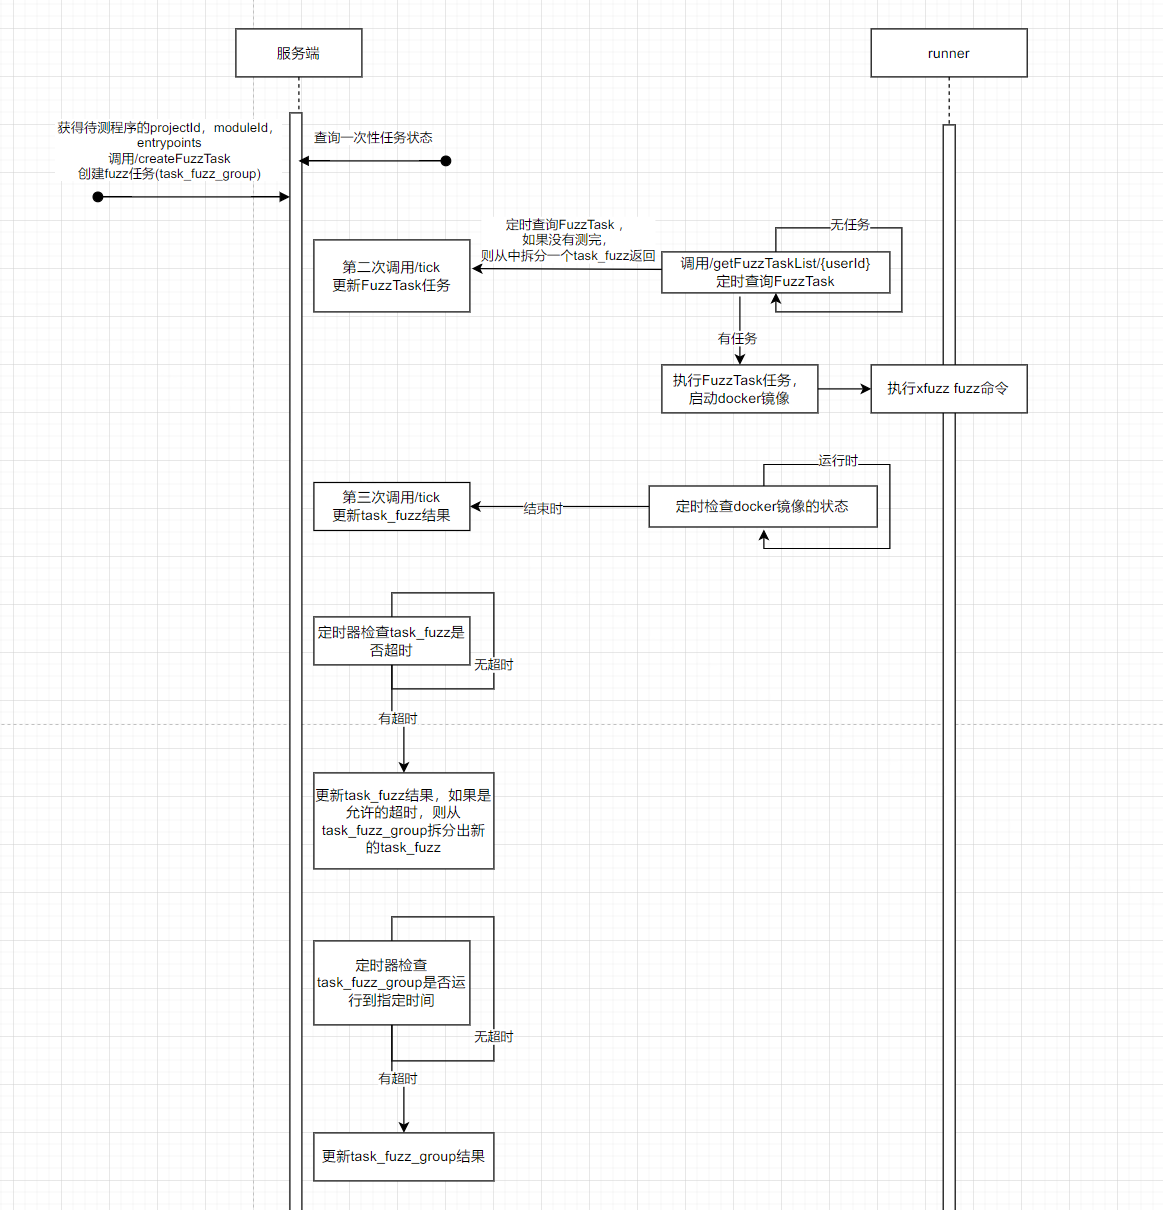 服务端
runner
获得待测程序的projectId，moduleId，
entrypoints
调用/createFuzzTask
创建fuzz任务(task_fuzz_group)
查询一次性任务状态
定时查询FuzzTask ，
如果没有测完，
则从中拆分一个task_fuzz返回
无任务
第二次调用/tick
更新FuzzTask任务
调用/getFuzzTaskList/{userId}
定时查询FuzzTask
有任务
执行FuzzTask任务，
启动docker镜像
执行xfuzz fuzz命令
运行时
第三次调用/tick
更新task_fuzz结果
结束时
定时检查docker镜像的状态
定时器检查task_fuzz是
否超时
无超时
有超时
更新task_fuzz结果，如果是
允许的超时，则从
task_fuzz_group拆分出新
的task_fuzz
定时器检查
task_fuzz_group是否运
行到指定时间
无超时
有超时
更新task_fuzz_group结果